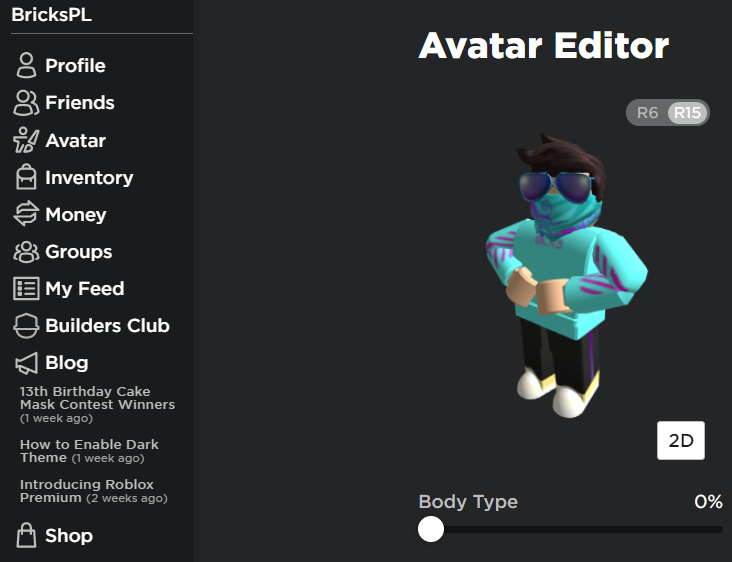 BricksPL
Profile
Friends
Avatar
Inventory
Money
Groups
My Feed
Builders Club
Blog
13th Birthday Cake
Mask Contest Winners
(1 week ago)
How to Enable Dark
Theme (1 week ago)
Introducing Roblox
Premium (2 weeks ago)
Shop
Avatar Editor
R6 R15
2D
Body Type 0%